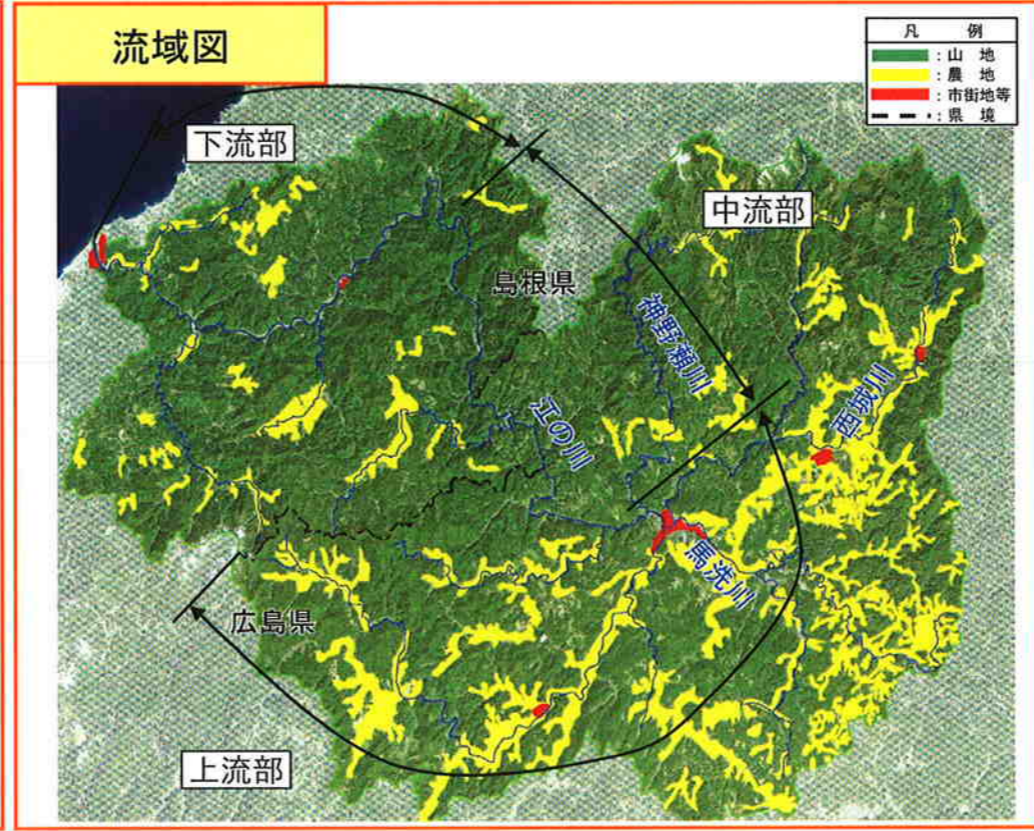 流域図
凡 例
：山 地
：農 地
：市街地等
：県 境
下流部
中流部
島根県
神野瀬川
西城川
江の川
馬洗川
広島県
上流部